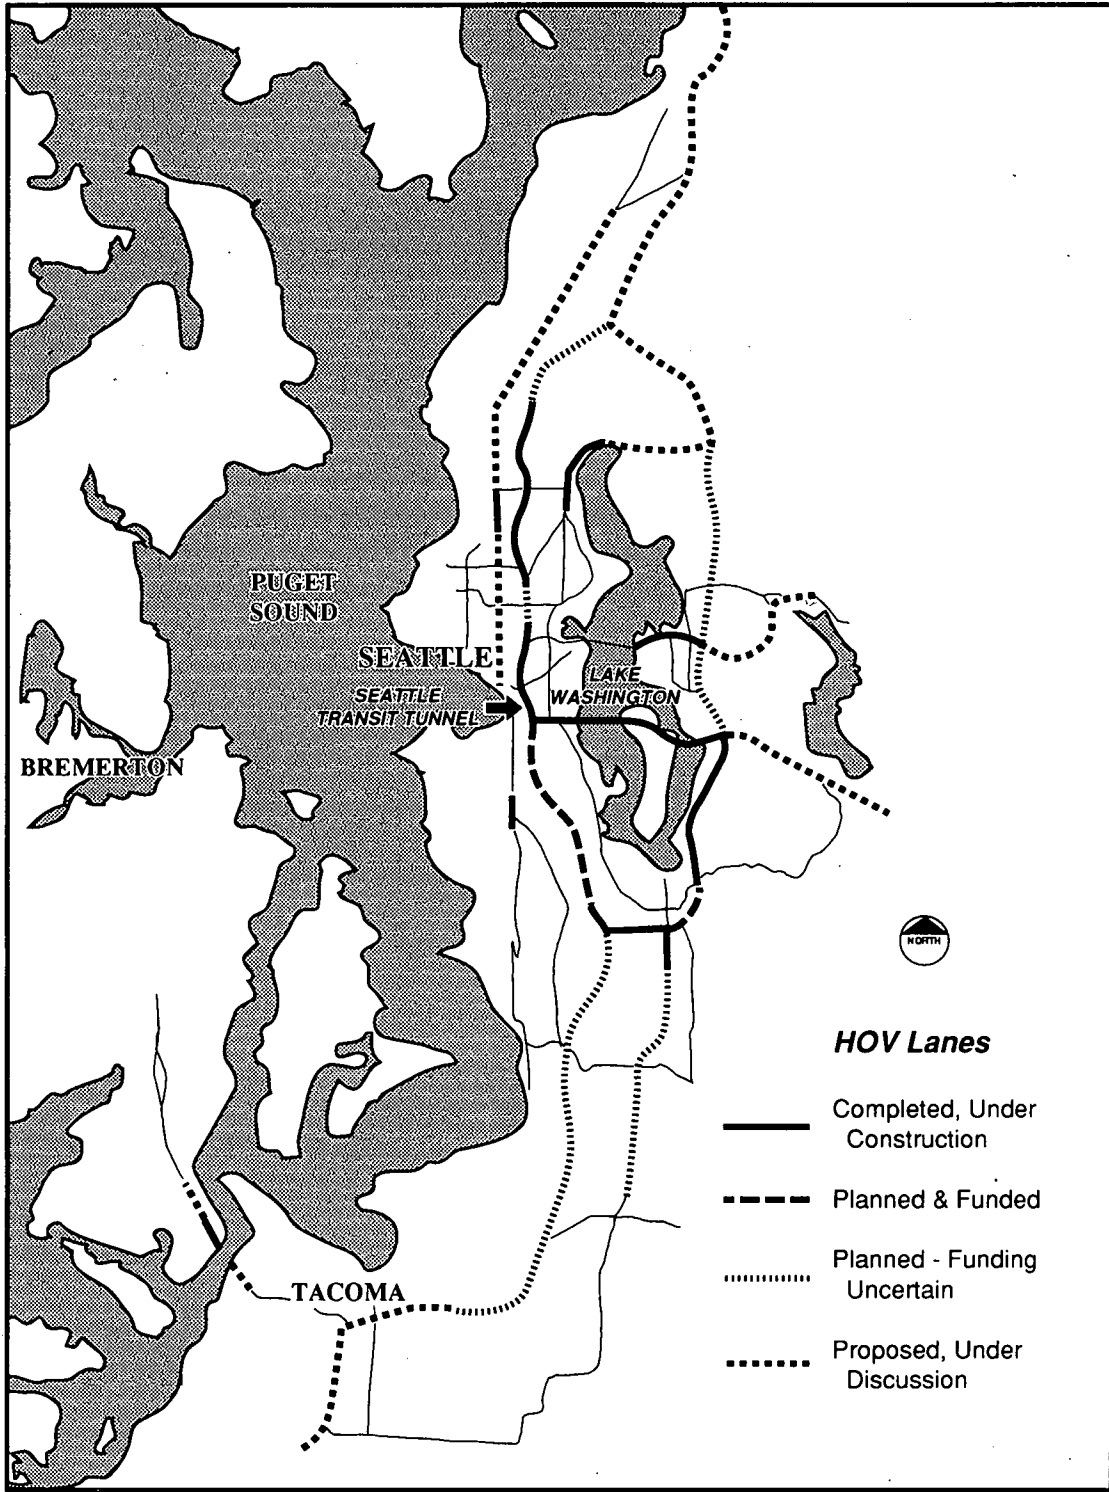 PUGET
SOUND
SEATTLE
SEATTLE
TRANSIT TUNNEL
LAKE
WASHINGTON
BREMERTON
NORTH
HOV Lanes
Completed, Under
Construction
Planned & Funded
Planned - Funding
Uncertain
TACOMA
Proposed, Under
Discussion